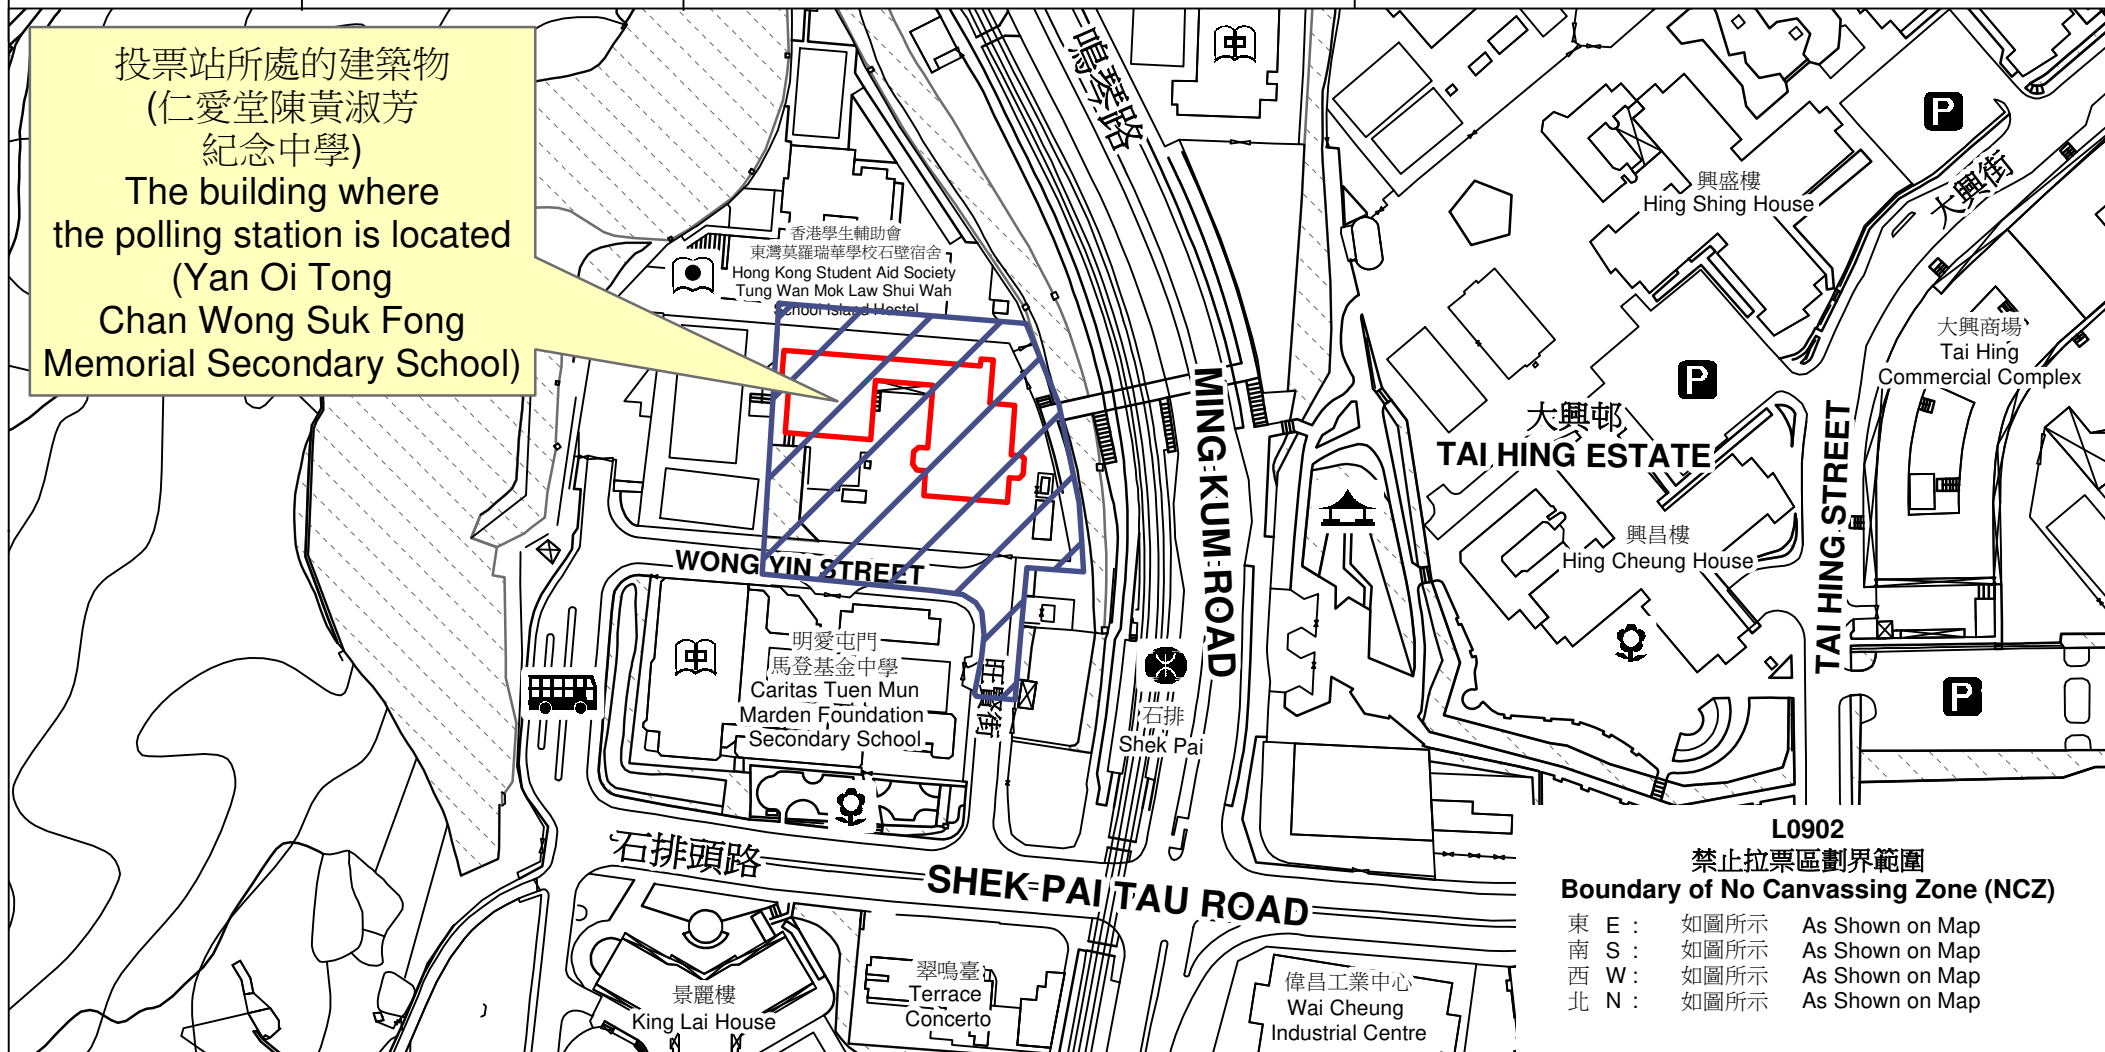 投票站所處的建築物
(仁愛堂陳黃淑芳
紀念中學)
The building where
the polling station is located
(Yan Oi Tong
Chan Wong Suk Fong
Memorial Secondary School)
鳴琴路
中
P
興盛樓
Hing Shing House
大興街
香港學生輔助會
東灣莫羅瑞華學校石壁宿舍
Hong Kong Student Aid Society
Tung Wan Mok Law Shui Wah
School Island Hostel
大興商場
Tai Hing
Commercial Complex
P
MING KUM ROAD
大興邨
TAI HING ESTATE
TAI HING STREET
興昌樓
Hing Cheung House
WONG YIN STREET
中
明愛屯門
馬登基金中學
Caritas Tuen Mun
Marden Foundation
Secondary School
旺賢街
石排
Shek Pai
P
石排頭路
SHEK PAI TAU ROAD
景麗樓
King Lai House
翠鳴臺
Terrace
Concerto
偉昌工業中心
Wai Cheung
Industrial Centre
L0902
禁止拉票區劃界範圍
Boundary of No Canvassing Zone (NCZ)
東 E : 如圖所示 As Shown on Map
南 S : 如圖所示 As Shown on Map
西 W : 如圖所示 As Shown on Map
北 N : 如圖所示 As Shown on Map